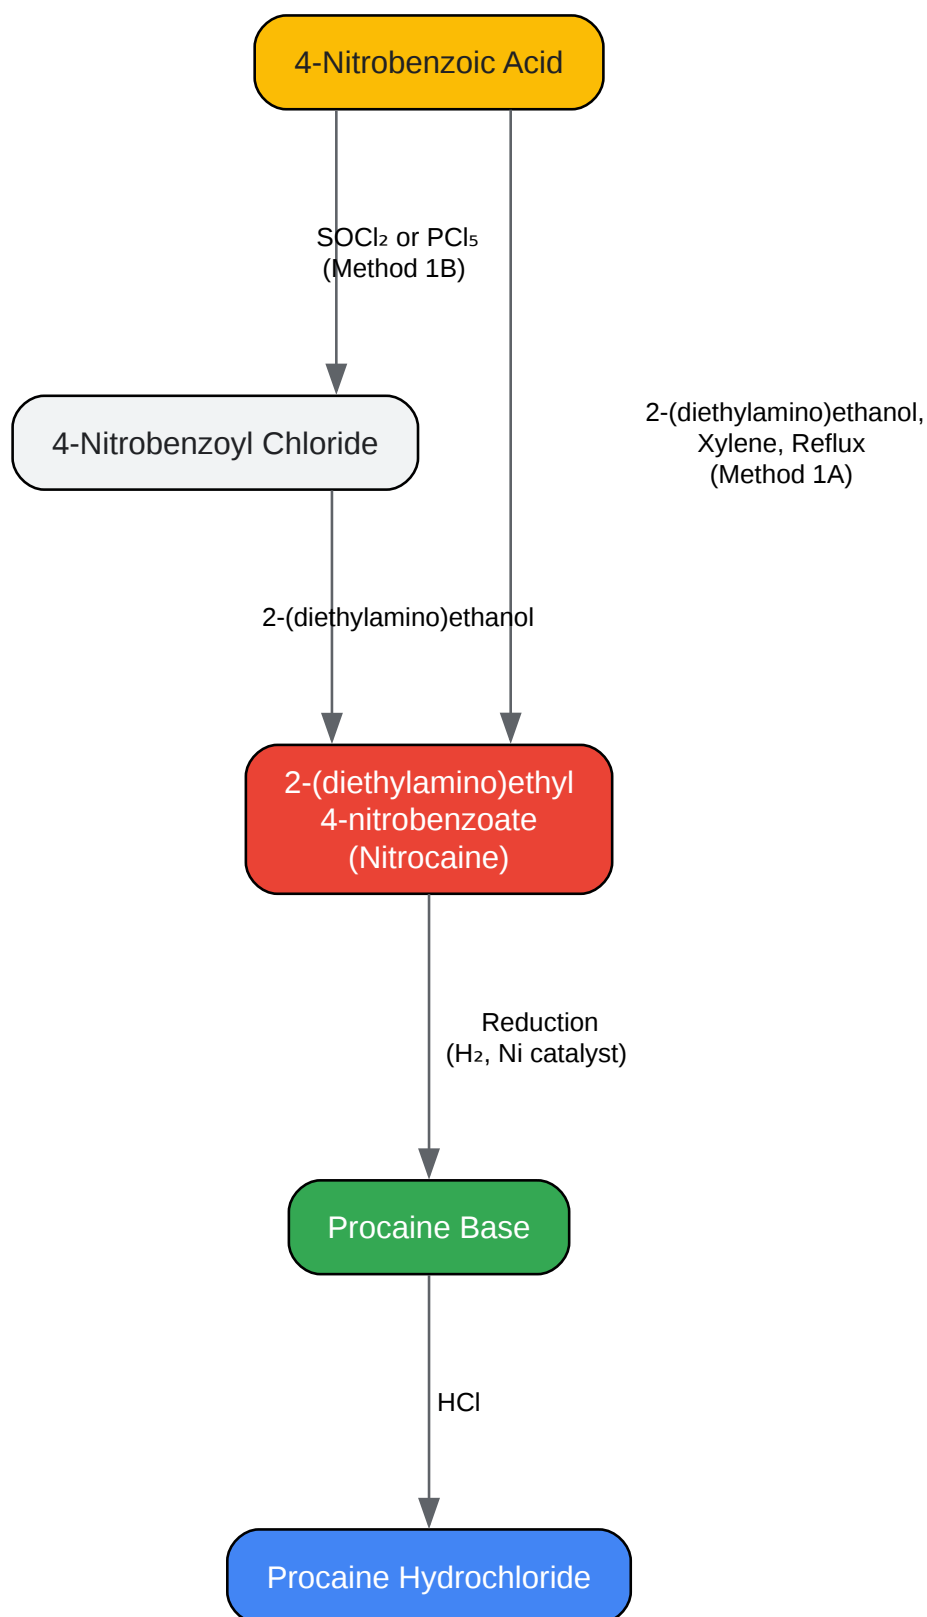 4-Nitrobenzoic Acid
SOCl₂ or PCl₅
(Method 1B)
4-Nitrobenzoyl Chloride
2-(diethylamino)ethanol,
Xylene, Reflux
(Method 1A)
2-(diethylamino)ethanol
2-(diethylamino)ethyl
4-nitrobenzoate
(Nitrocaine)
Reduction
(H₂, Ni catalyst)
Procaine Base
HCl
Procaine Hydrochloride